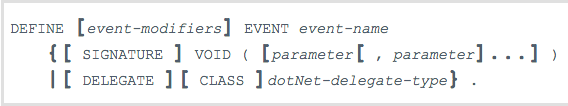 DEFINE [event-modifiers] EVENT event-name
{[ SIGNATURE ] VOID ( [parameter[ , parameter]...] )
|[ DELEGATE ][ CLASS ]dotNet-delegate-type} .